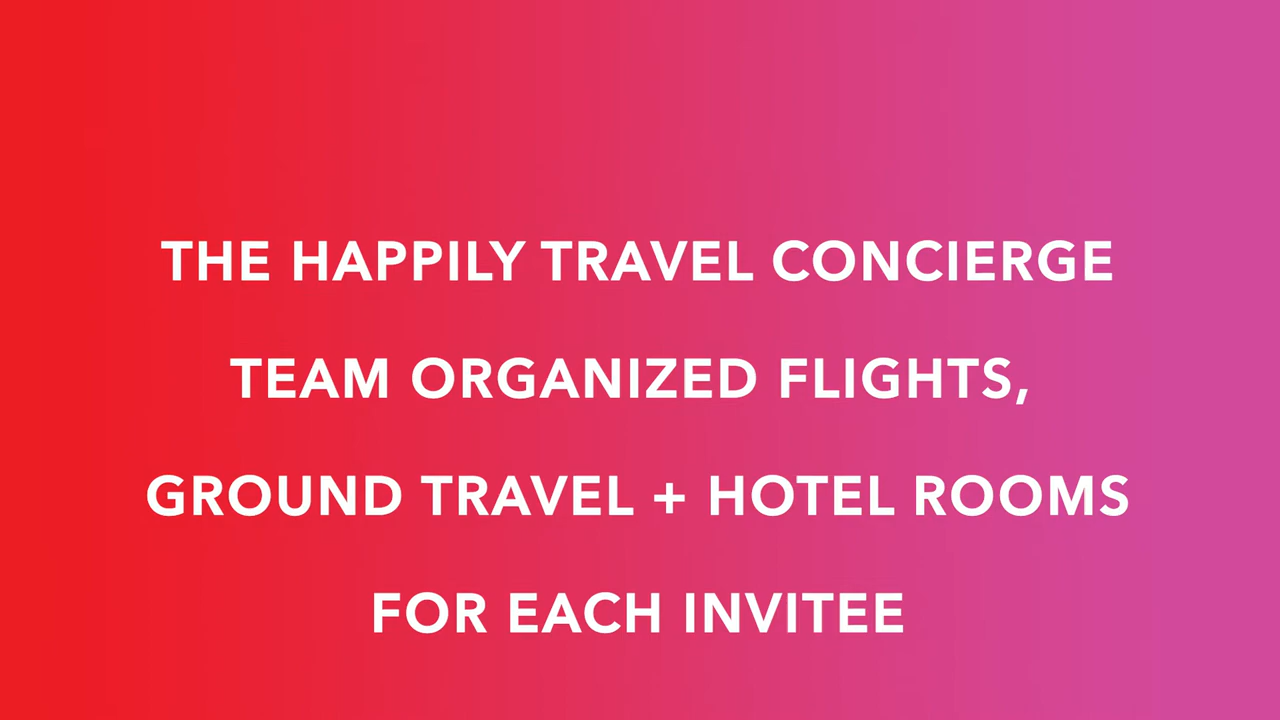 THE HAPPILY TRAVEL CONCIERGE
TEAM ORGANIZED FLIGHTS,
GROUND TRAVEL + HOTEL ROOMS
FOR EACH INVITEE